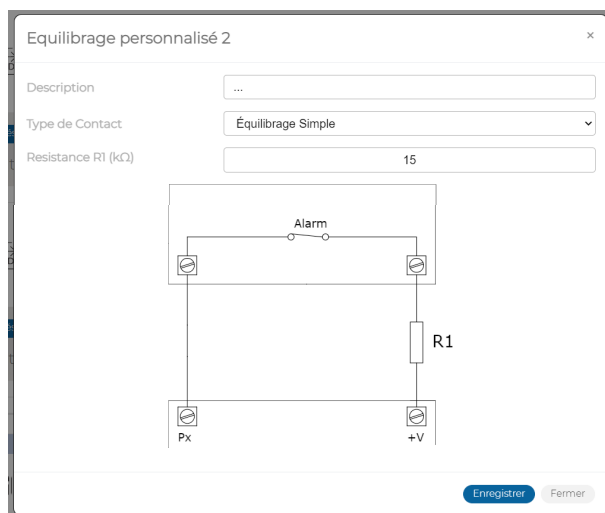 Equilibrage personnalisé 2
×
Description
...
Type de Contact
Équilibrage Simple
Resistance R1 (kΩ)
15
Alarm
R1
Px
+V
Enregistrer
Fermer